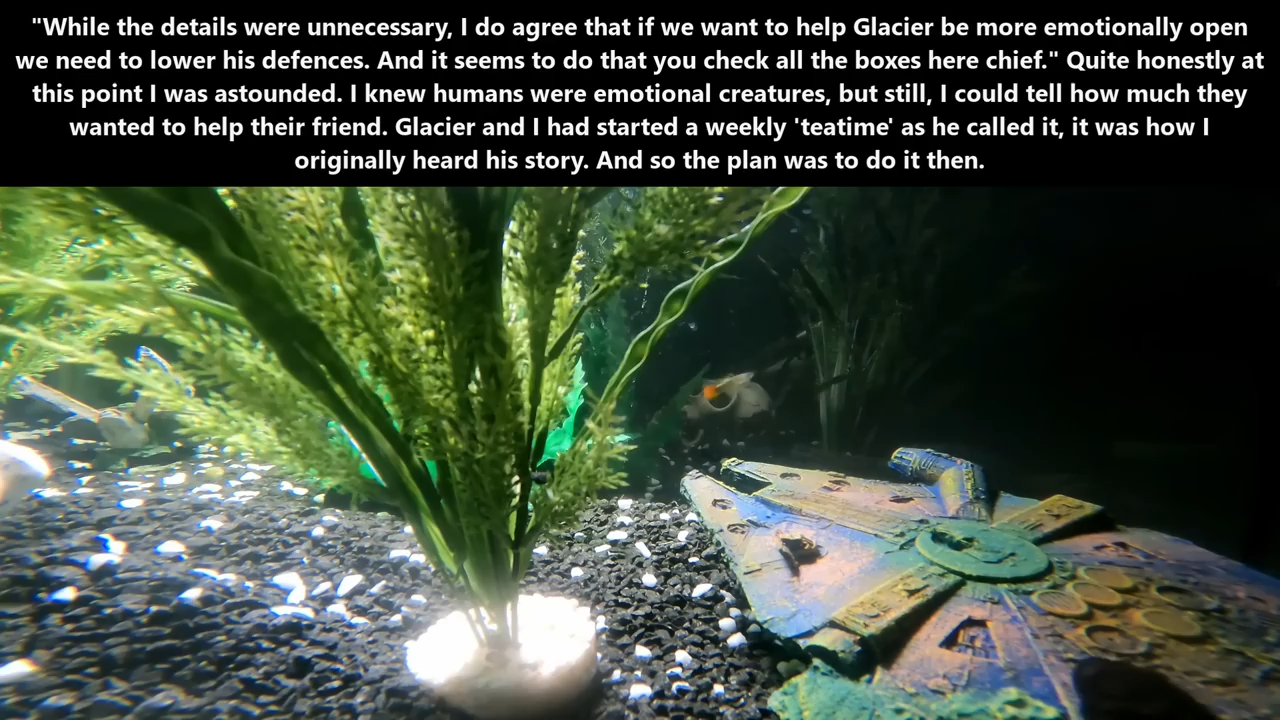 "While the details were unnecessary, I do agree that if we want to help Glacier be more emotionally open
we need to lower his defences. And it seems to do that you check all the boxes here chief." Quite honestly at
this point I was astounded. I knew humans were emotional creatures, but still, I could tell how much they
wanted to help their friend. Glacier and I had started a weekly 'teatime' as he called it, it was how I
originally heard his story. And so the plan was to do it then.